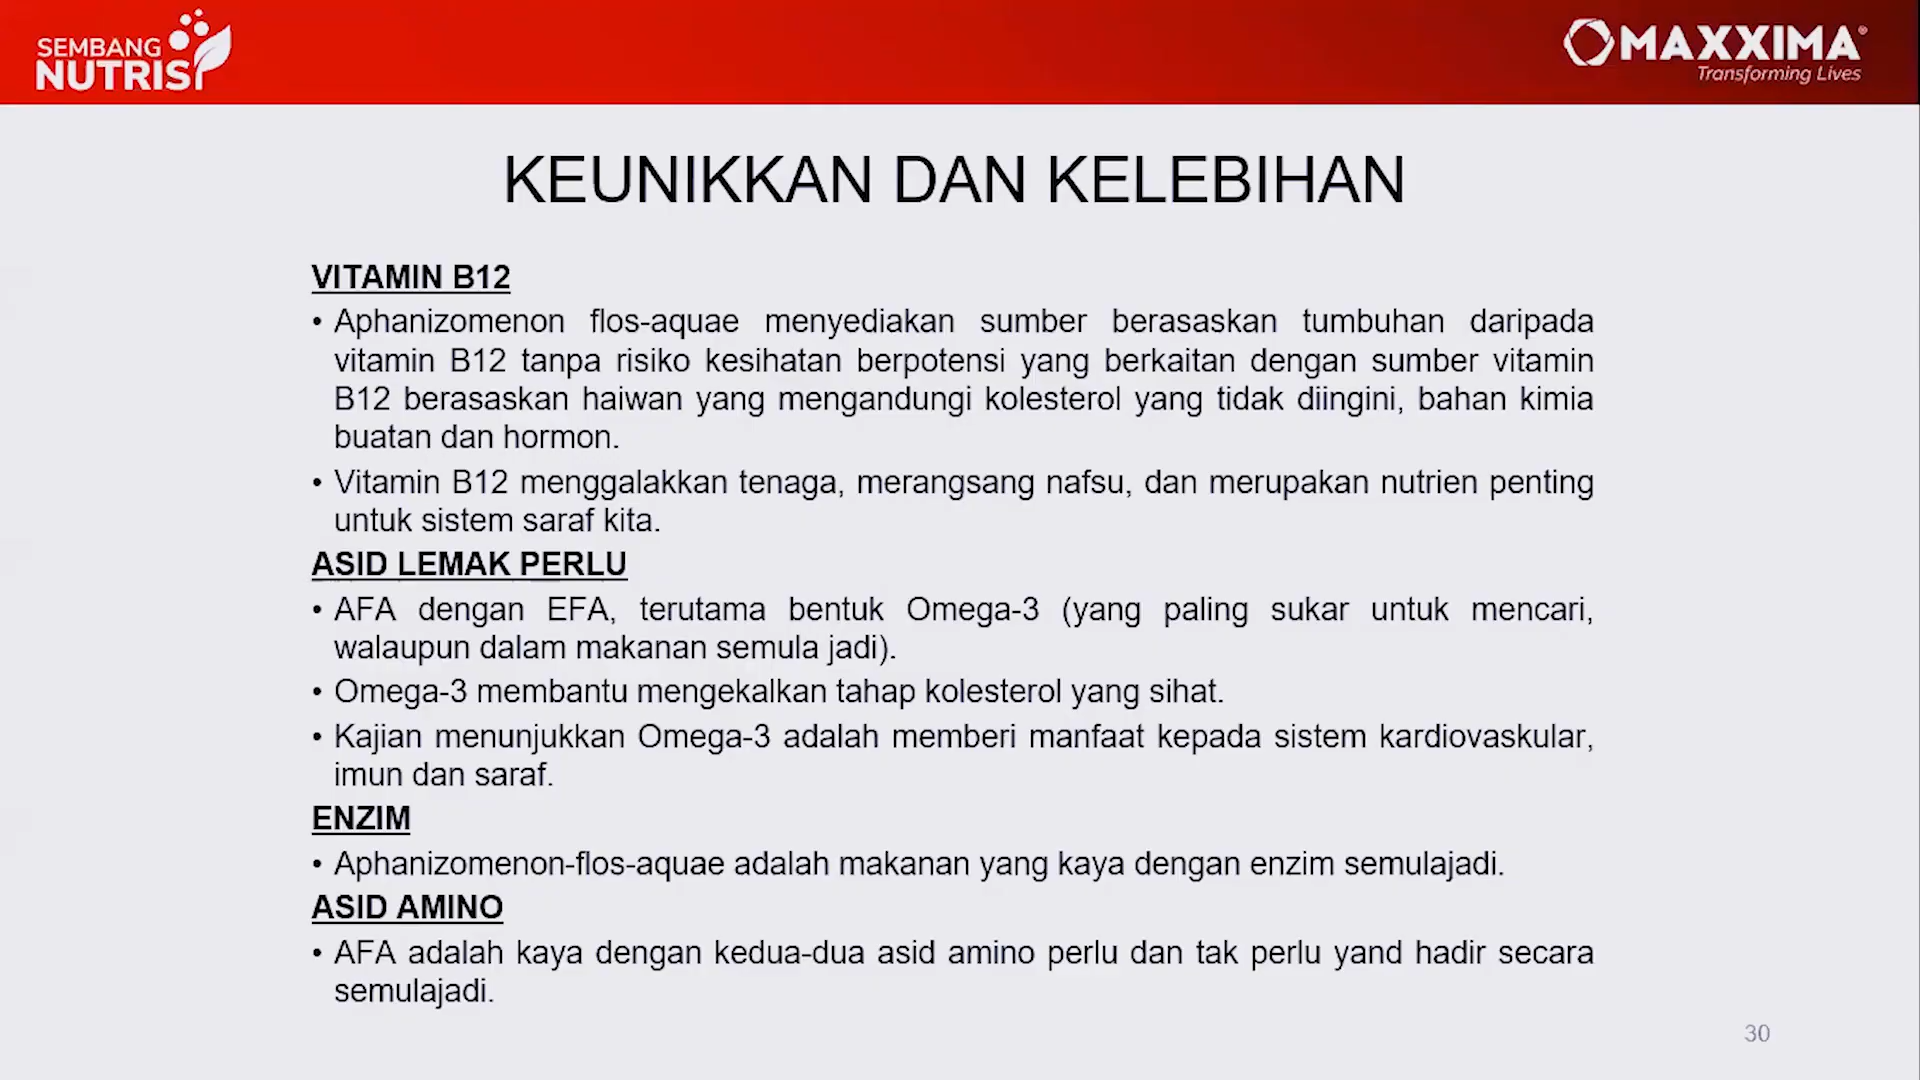 SEMBANG
NUTRISI
MAXXIMA®
Transforming Lives
KEUNIKKAN DAN KELEBIHAN
VITAMIN B12
• Aphanizomenon flos-aquae menyediakan sumber berasaskan tumbuhan daripada
vitamin B12 tanpa risiko kesihatan berpotensi yang berkaitan dengan sumber vitamin
B12 berasaskan haiwan yang mengandungi kolesterol yang tidak diingini, bahan kimia
buatan dan hormon.
• Vitamin B12 menggalakkan tenaga, merangsang nafsu, dan merupakan nutrien penting
untuk sistem saraf kita.
ASID LEMAK PERLU
• AFA dengan EFA, terutama bentuk Omega-3 (yang paling sukar untuk mencari,
walaupun dalam makanan semula jadi).
• Omega-3 membantu mengekalkan tahap kolesterol yang sihat.
• Kajian menunjukkan Omega-3 adalah memberi manfaat kepada sistem kardiovaskular,
imun dan saraf.
ENZIM
• Aphanizomenon-flos-aquae adalah makanan yang kaya dengan enzim semulajadi.
ASID AMINO
• AFA adalah kaya dengan kedua-dua asid amino perlu dan tak perlu yand hadir secara
semulajadi.
30